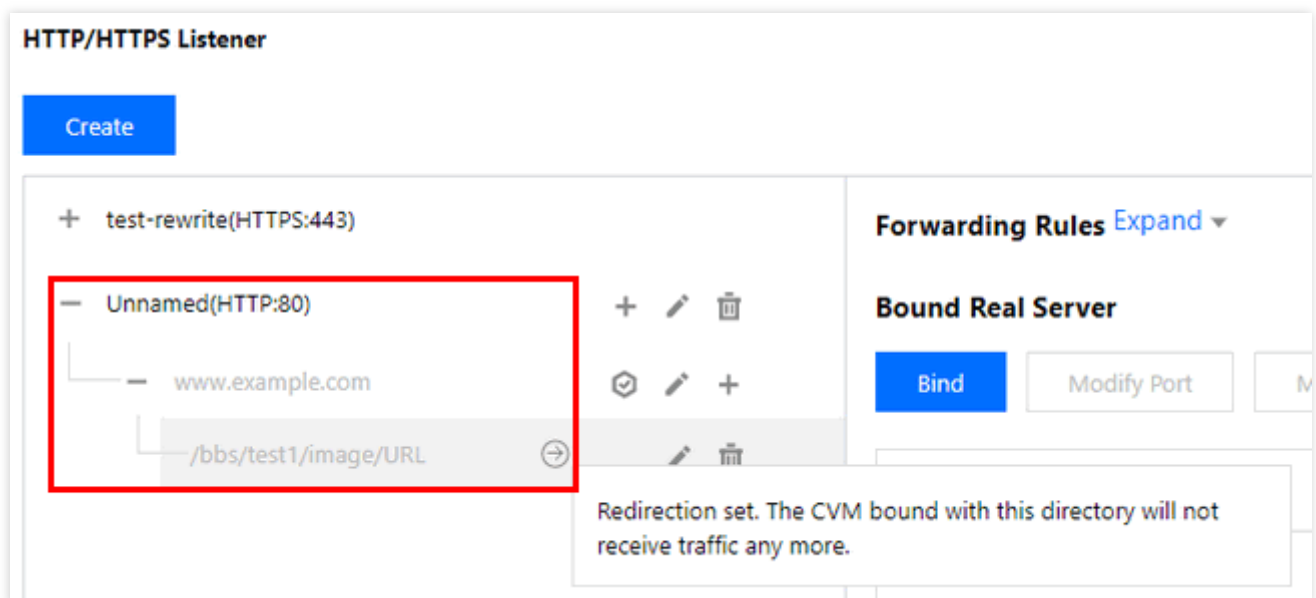 HTTP/HTTPS Listener
Create
test-rewrite(HTTPS:443)
Forwarding Rules Expand
Unnamed(HTTP:80)
Bound Real Server
www.example.com
Bind
Modify Port
M
/bbs/test1/image/URL
Redirection set. The CVM bound with this directory will not
receive traffic any more.